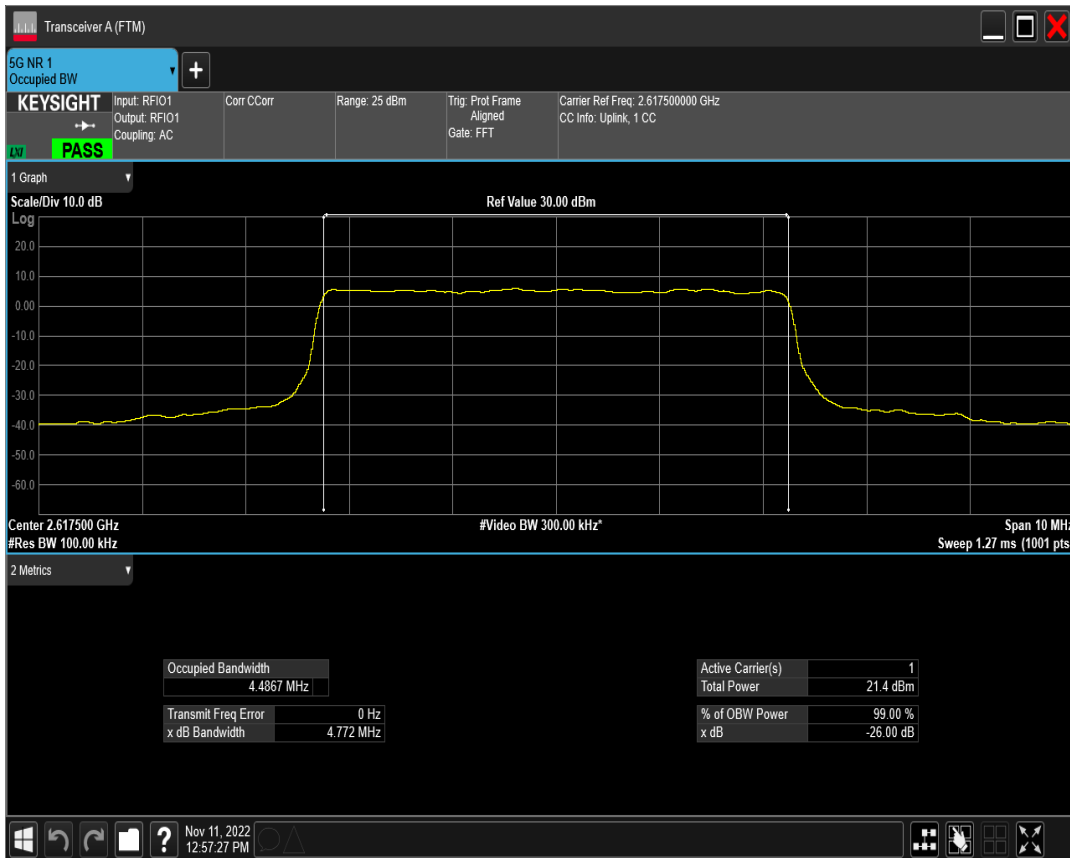 Transceiver A (FTM)
5G NR 1
Occupied BW
+
KEYSIGHT
LXI
PASS
Input: RFIO1
Output: RFIO1
Coupling: AC
Corr CCorr
Range: 25 dBm
Trig: Prot Frame
Aligned
Gate: FFT
Carrier Ref Freq: 2.617500000 GHz
CC Info: Uplink, 1 CC
1 Graph
Scale/Div 10.0 dB
Ref Value 30.00 dBm
Log
20.0
10.0
0.00
-10.0
-20.0
-30.0
-40.0
-50.0
-60.0
Center 2.617500 GHz
#Video BW 300.00 kHz*
Span 10 MHz
#Res BW 100.00 kHz
Sweep 1.27 ms (1001 pts
2 Metrics
Occupied Bandwidth
4.4867 MHz
Transmit Freq Error 0 Hz
x dB Bandwidth 4.772 MHz
Active Carrier(s) 1
Total Power 21.4 dBm
% of OBW Power 99.00 %
x dB -26.00 dB
?
Nov 11, 2022
12:57:27 PM